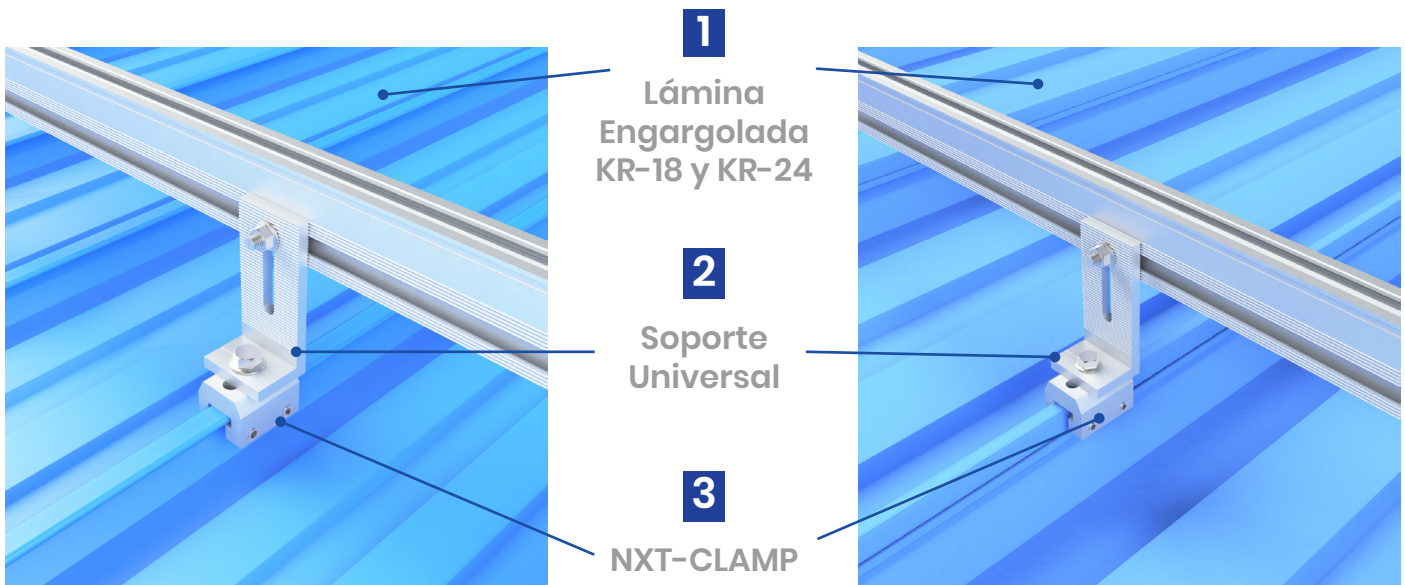 1
Lámina
Engargolada
KR-18 y KR-24
2
Soporte
Universal
3
NXT-CLAMP